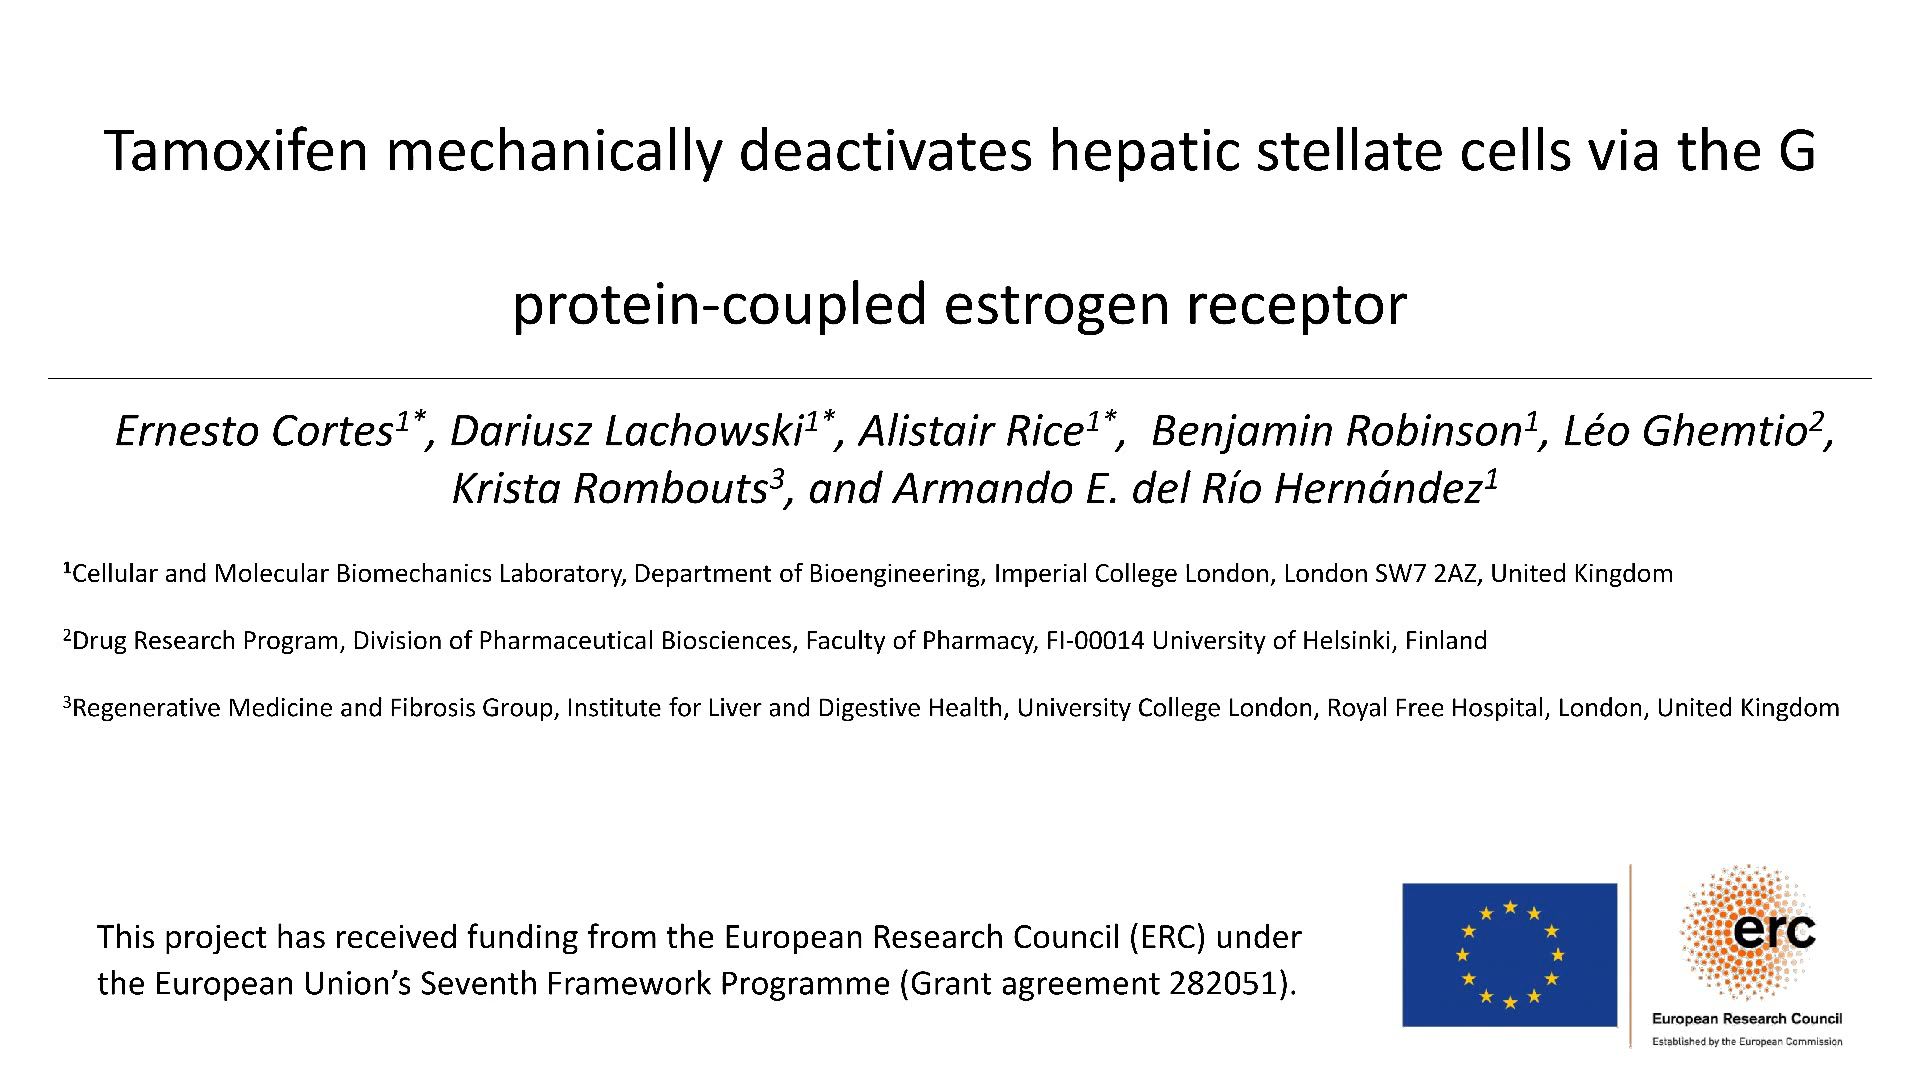 Tamoxifen mechanically deactivates hepatic stellate cells via the G
protein-coupled estrogen receptor
Ernesto Cortes1*, Dariusz Lachowski1*, Alistair Rice1*, Benjamin Robinson1, Léo Ghemtio2,
Krista Rombouts3, and Armando E. del Río Hernández1
1Cellular and Molecular Biomechanics Laboratory, Department of Bioengineering, Imperial College London, London SW7 2AZ, United Kingdom
2Drug Research Program, Division of Pharmaceutical Biosciences, Faculty of Pharmacy, FI-00014 University of Helsinki, Finland
3Regenerative Medicine and Fibrosis Group, Institute for Liver and Digestive Health, University College London, Royal Free Hospital, London, United Kingdom
This project has received funding from the European Research Council (ERC) under
the European Union’s Seventh Framework Programme (Grant agreement 282051).
erc
European Research Council
Established by the European Commission